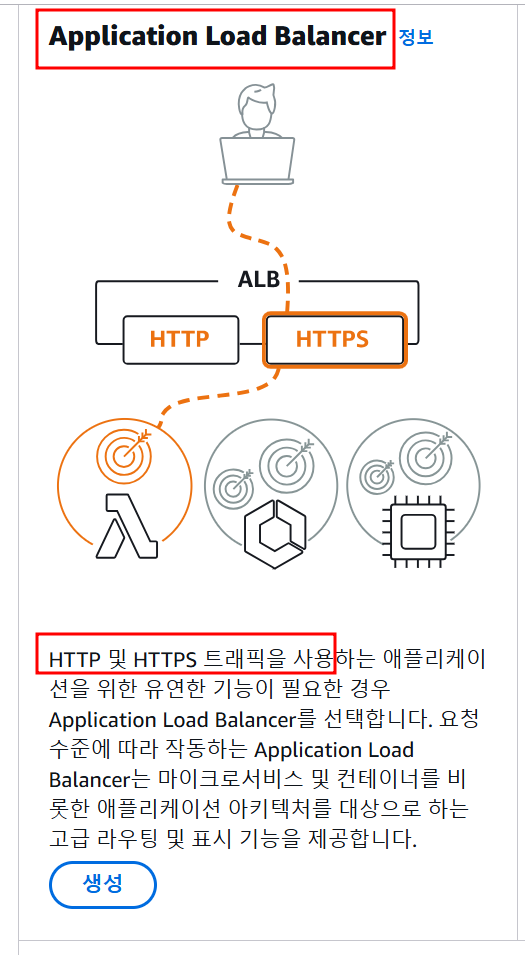 Application Load Balancer 정보
ALB
HTTP HTTPS
HTTP 및 HTTPS 트래픽을 사용하는 애플리케이
션을 위한 유연한 기능이 필요한 경우
Application Load Balancer를 선택합니다. 요청
수준에 따라 작동하는 Application Load
Balancer는 마이크로서비스 및 컨테이너를 비
롯한 애플리케이션 아키텍처를 대상으로 하는
고급 라우팅 및 표시 기능을 제공합니다.
생성